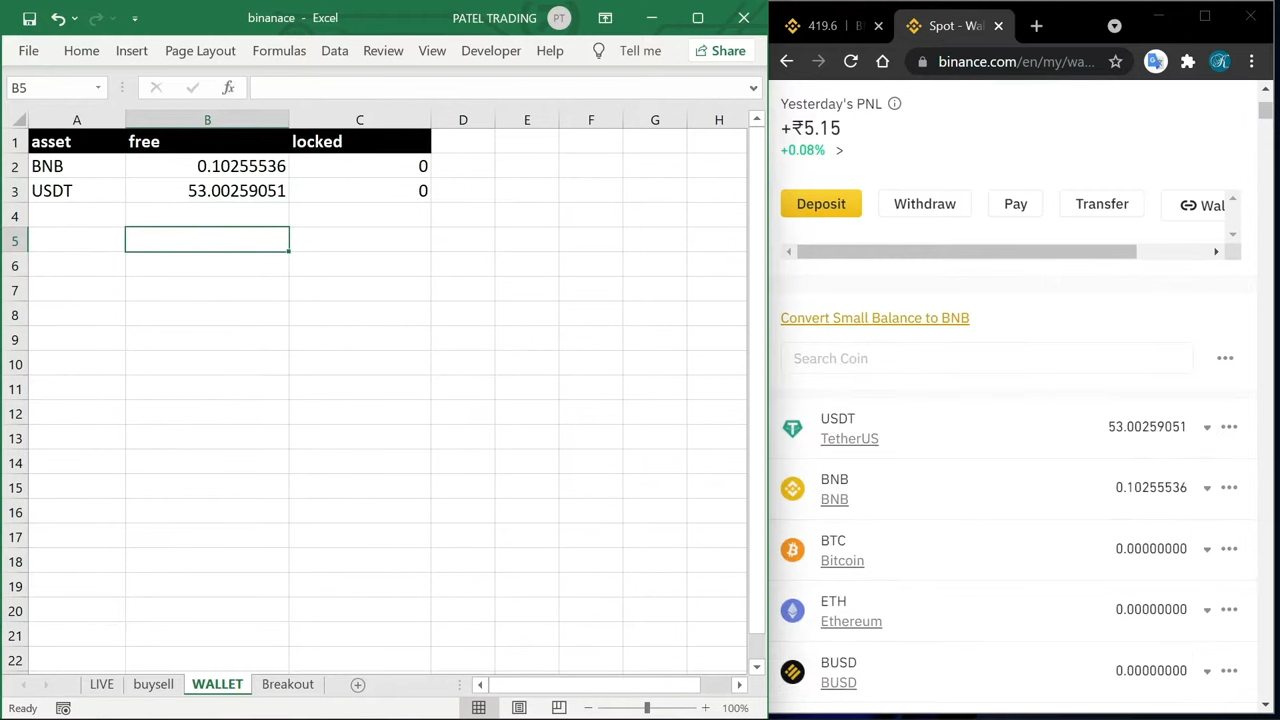 binanace - Excel
PATEL TRADING
PT
File Home Insert Page Layout Formulas Data Review View Developer Help Tell me Share
B5
fx
A B C D E F G H
1 asset free locked
2 BNB 0.10255536 0
3 USDT 53.00259051 0
4
5
6
7
8
9
10
11
12
13
14
15
16
17
18
19
20
21
22
VE buysell WALLET Breakout
Ready
100%
419.6 | B
Spot - Wa
binance.com/en/my/wa...
Yesterday's PNL
+₹5.15
+0.08% >
Deposit Withdraw Pay Transfer Wal
Convert Small Balance to BNB
Search Coin
USDT
TetherUS
53.00259051
BNB
BNB
0.10255536
BTC
Bitcoin
0.00000000
ETH
Ethereum
0.00000000
BUSD
BUSD
0.00000000